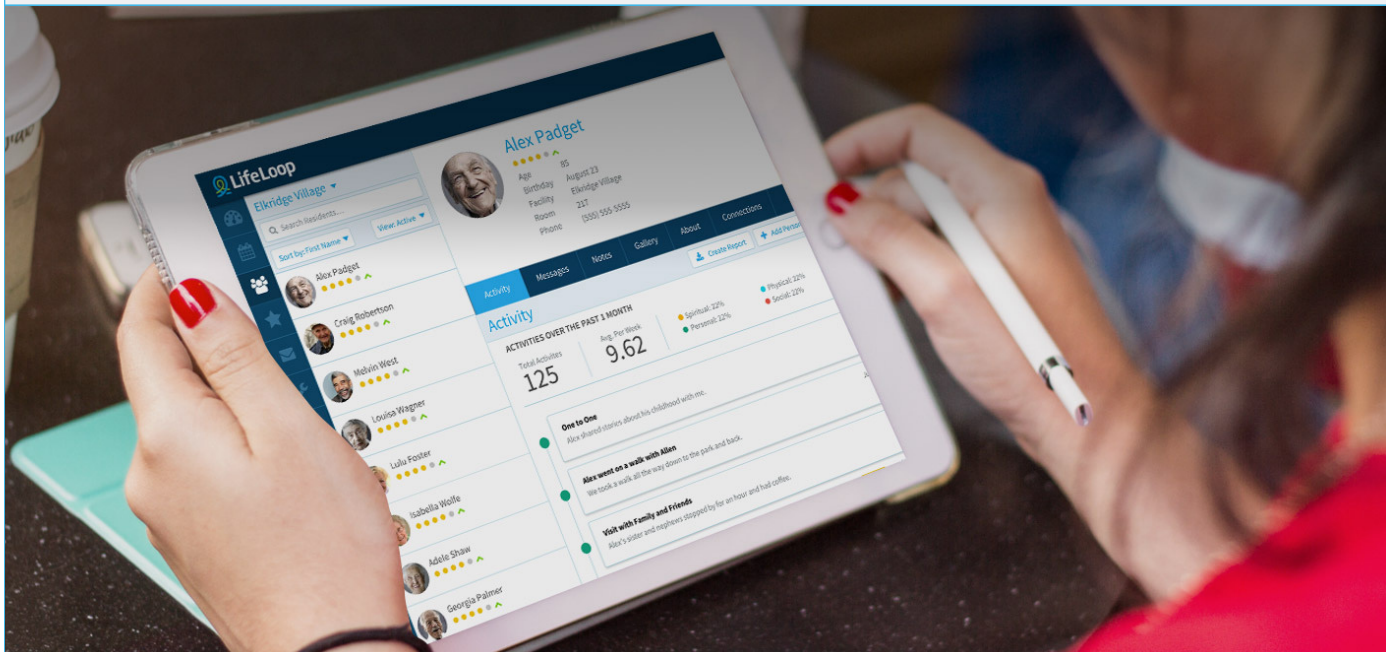 LifeLoop
Elkridge Village
Search Residents...
Sort by: First Name
View: Active
Alex Padget
Craig Robertson
Melvin West
Louisa Wagner
Lulu Foster
Isabella Wolfe
Adele Shaw
Georgia Palmer
Alex Padget
Age 85
Birthday August 23
Facility Elkridge Village
Room 217
Phone (555) 555-5555
Activity Messages Notes Gallery About Connections
Activity
Create Report
Add Person
ACTIVITIES OVER THE PAST 1 MONTH
Total Activites
125
Avg. Per Week
9.62
Spiritual: 22%
Personal: 22%
Physical: 22%
Social: 22%
One to One
Alex shared stories about his childhood with me.
Alex went on a walk with Allen
We took a walk all the way down to the park and back.
Visit with Family and Friends
Alex's sister and nephews stopped by for an hour and had coffee.